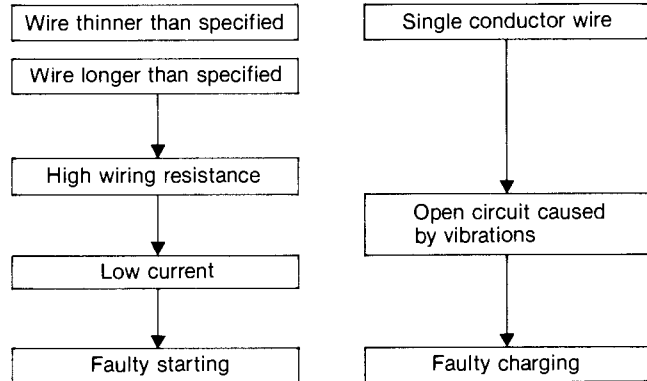 Wire thinner than specified
Wire longer than specified
High wiring resistance
Low current
Faulty starting
Single conductor wire
Open circuit caused
by vibrations
Faulty charging